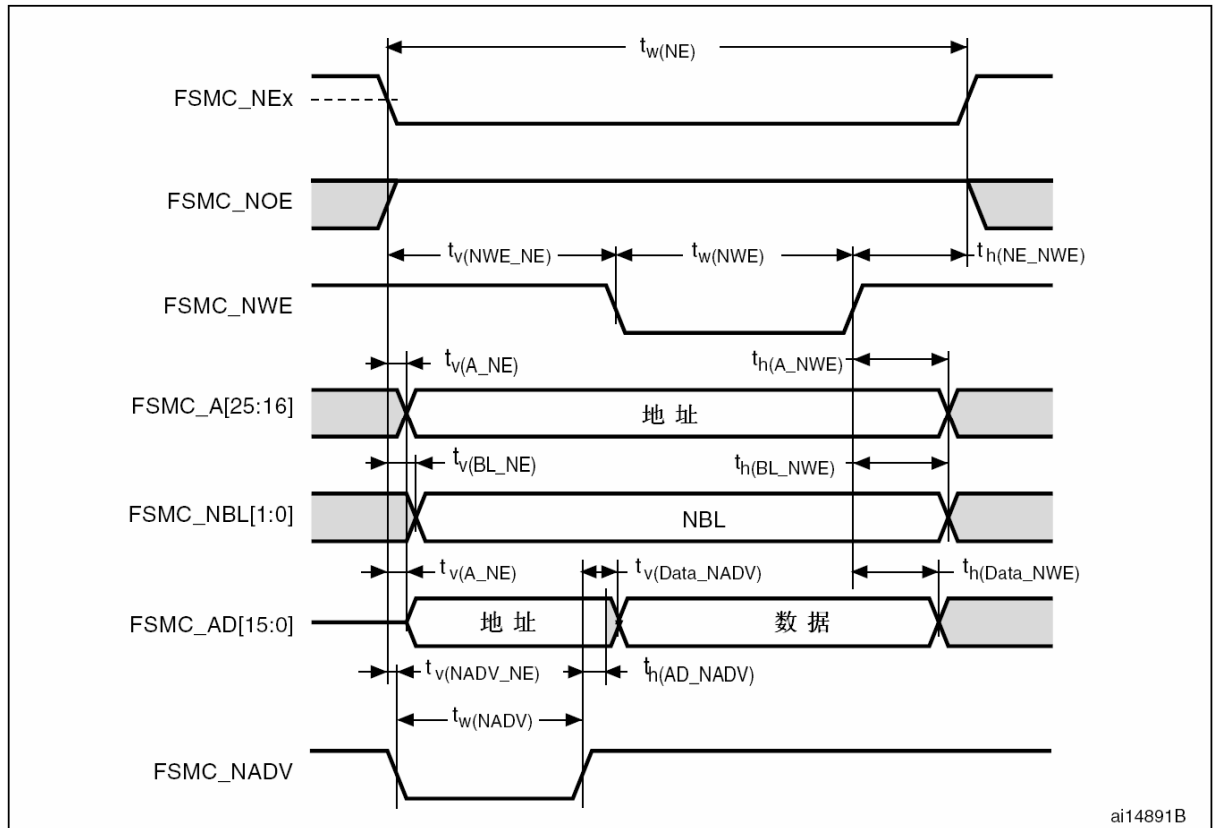 tw(NE)
FSMC_NEx
FSMC_NOE
tv(NWE_NE)
tw(NWE)
th(NE_NWE)
FSMC_NWE
tv(A_NE)
th(A_NWE)
FSMC_A[25:16]
地 址
tv(BL_NE)
th(BL_NWE)
FSMC_NBL[1:0]
NBL
tv(A_NE)
tv(Data_NADV)
th(Data_NWE)
FSMC_AD[15:0]
地 址
数 据
tv(NADV_NE)
th(AD_NADV)
tw(NADV)
FSMC_NADV
ai14891B